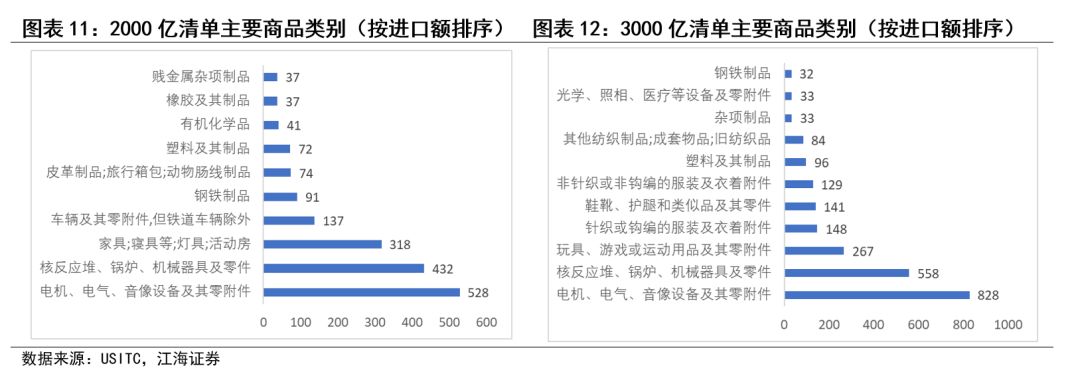 图表 11：2000 亿清单主要商品类别（按进口额排序）
贱金属杂项制品 37
橡胶及其制品 37
有机化学品 41
塑料及其制品 72
皮革制品;旅行箱包;动物肠线制品 74
钢铁制品 91
车辆及其零附件,但铁道车辆除外 137
家具;寝具等;灯具;活动房 318
核反应堆、锅炉、机械器具及零件 432
电机、电气、音像设备及其零附件 528
0 100 200 300 400 500 600
图表 12：3000 亿清单主要商品类别（按进口额排序）
钢铁制品 32
光学、照相、医疗等设备及零附件 33
杂项制品 33
其他纺织制品;成套物品;旧纺织品 84
塑料及其制品 96
非针织或非钩编的服装及衣着附件 129
鞋靴、护腿和类似品及其零件 141
针织或钩编的服装及衣着附件 148
玩具、游戏或运动用品及其零附件 267
核反应堆、锅炉、机械器具及零件 558
电机、电气、音像设备及其零附件 828
0 200 400 600 800 1000
数据来源：USITC，江海证券